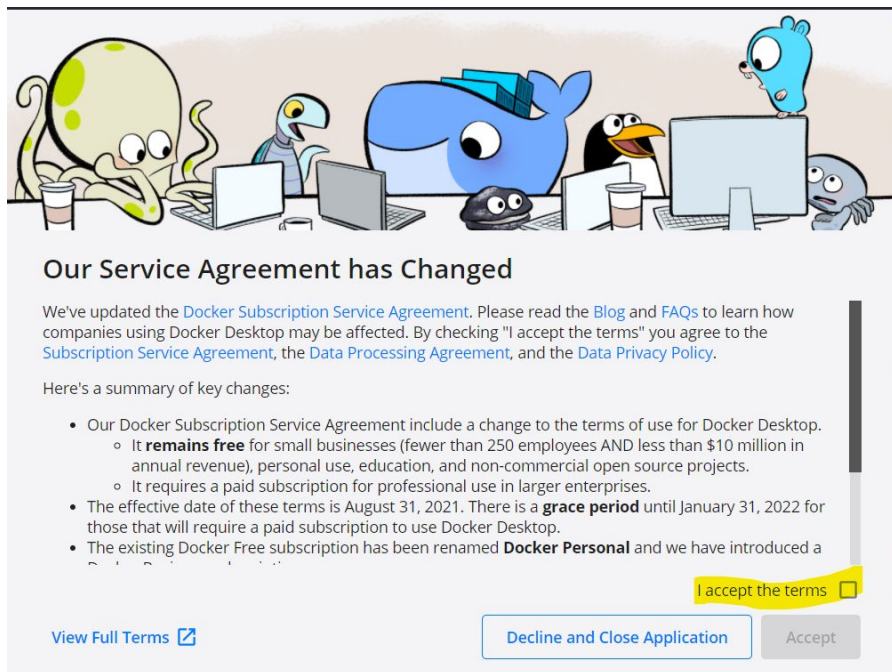 Our Service Agreement has Changed
We've updated the Docker Subscription Service Agreement. Please read the Blog and FAQs to learn how
companies using Docker Desktop may be affected. By checking "I accept the terms" you agree to the
Subscription Service Agreement, the Data Processing Agreement, and the Data Privacy Policy.
Here's a summary of key changes:
• Our Docker Subscription Service Agreement include a change to the terms of use for Docker Desktop.
◦ It remains free for small businesses (fewer than 250 employees AND less than $10 million in
annual revenue), personal use, education, and non-commercial open source projects.
◦ It requires a paid subscription for professional use in larger enterprises.
• The effective date of these terms is August 31, 2021. There is a grace period until January 31, 2022 for
those that will require a paid subscription to use Docker Desktop.
• The existing Docker Free subscription has been renamed Docker Personal and we have introduced a
I accept the terms
View Full Terms
Decline and Close Application
Accept